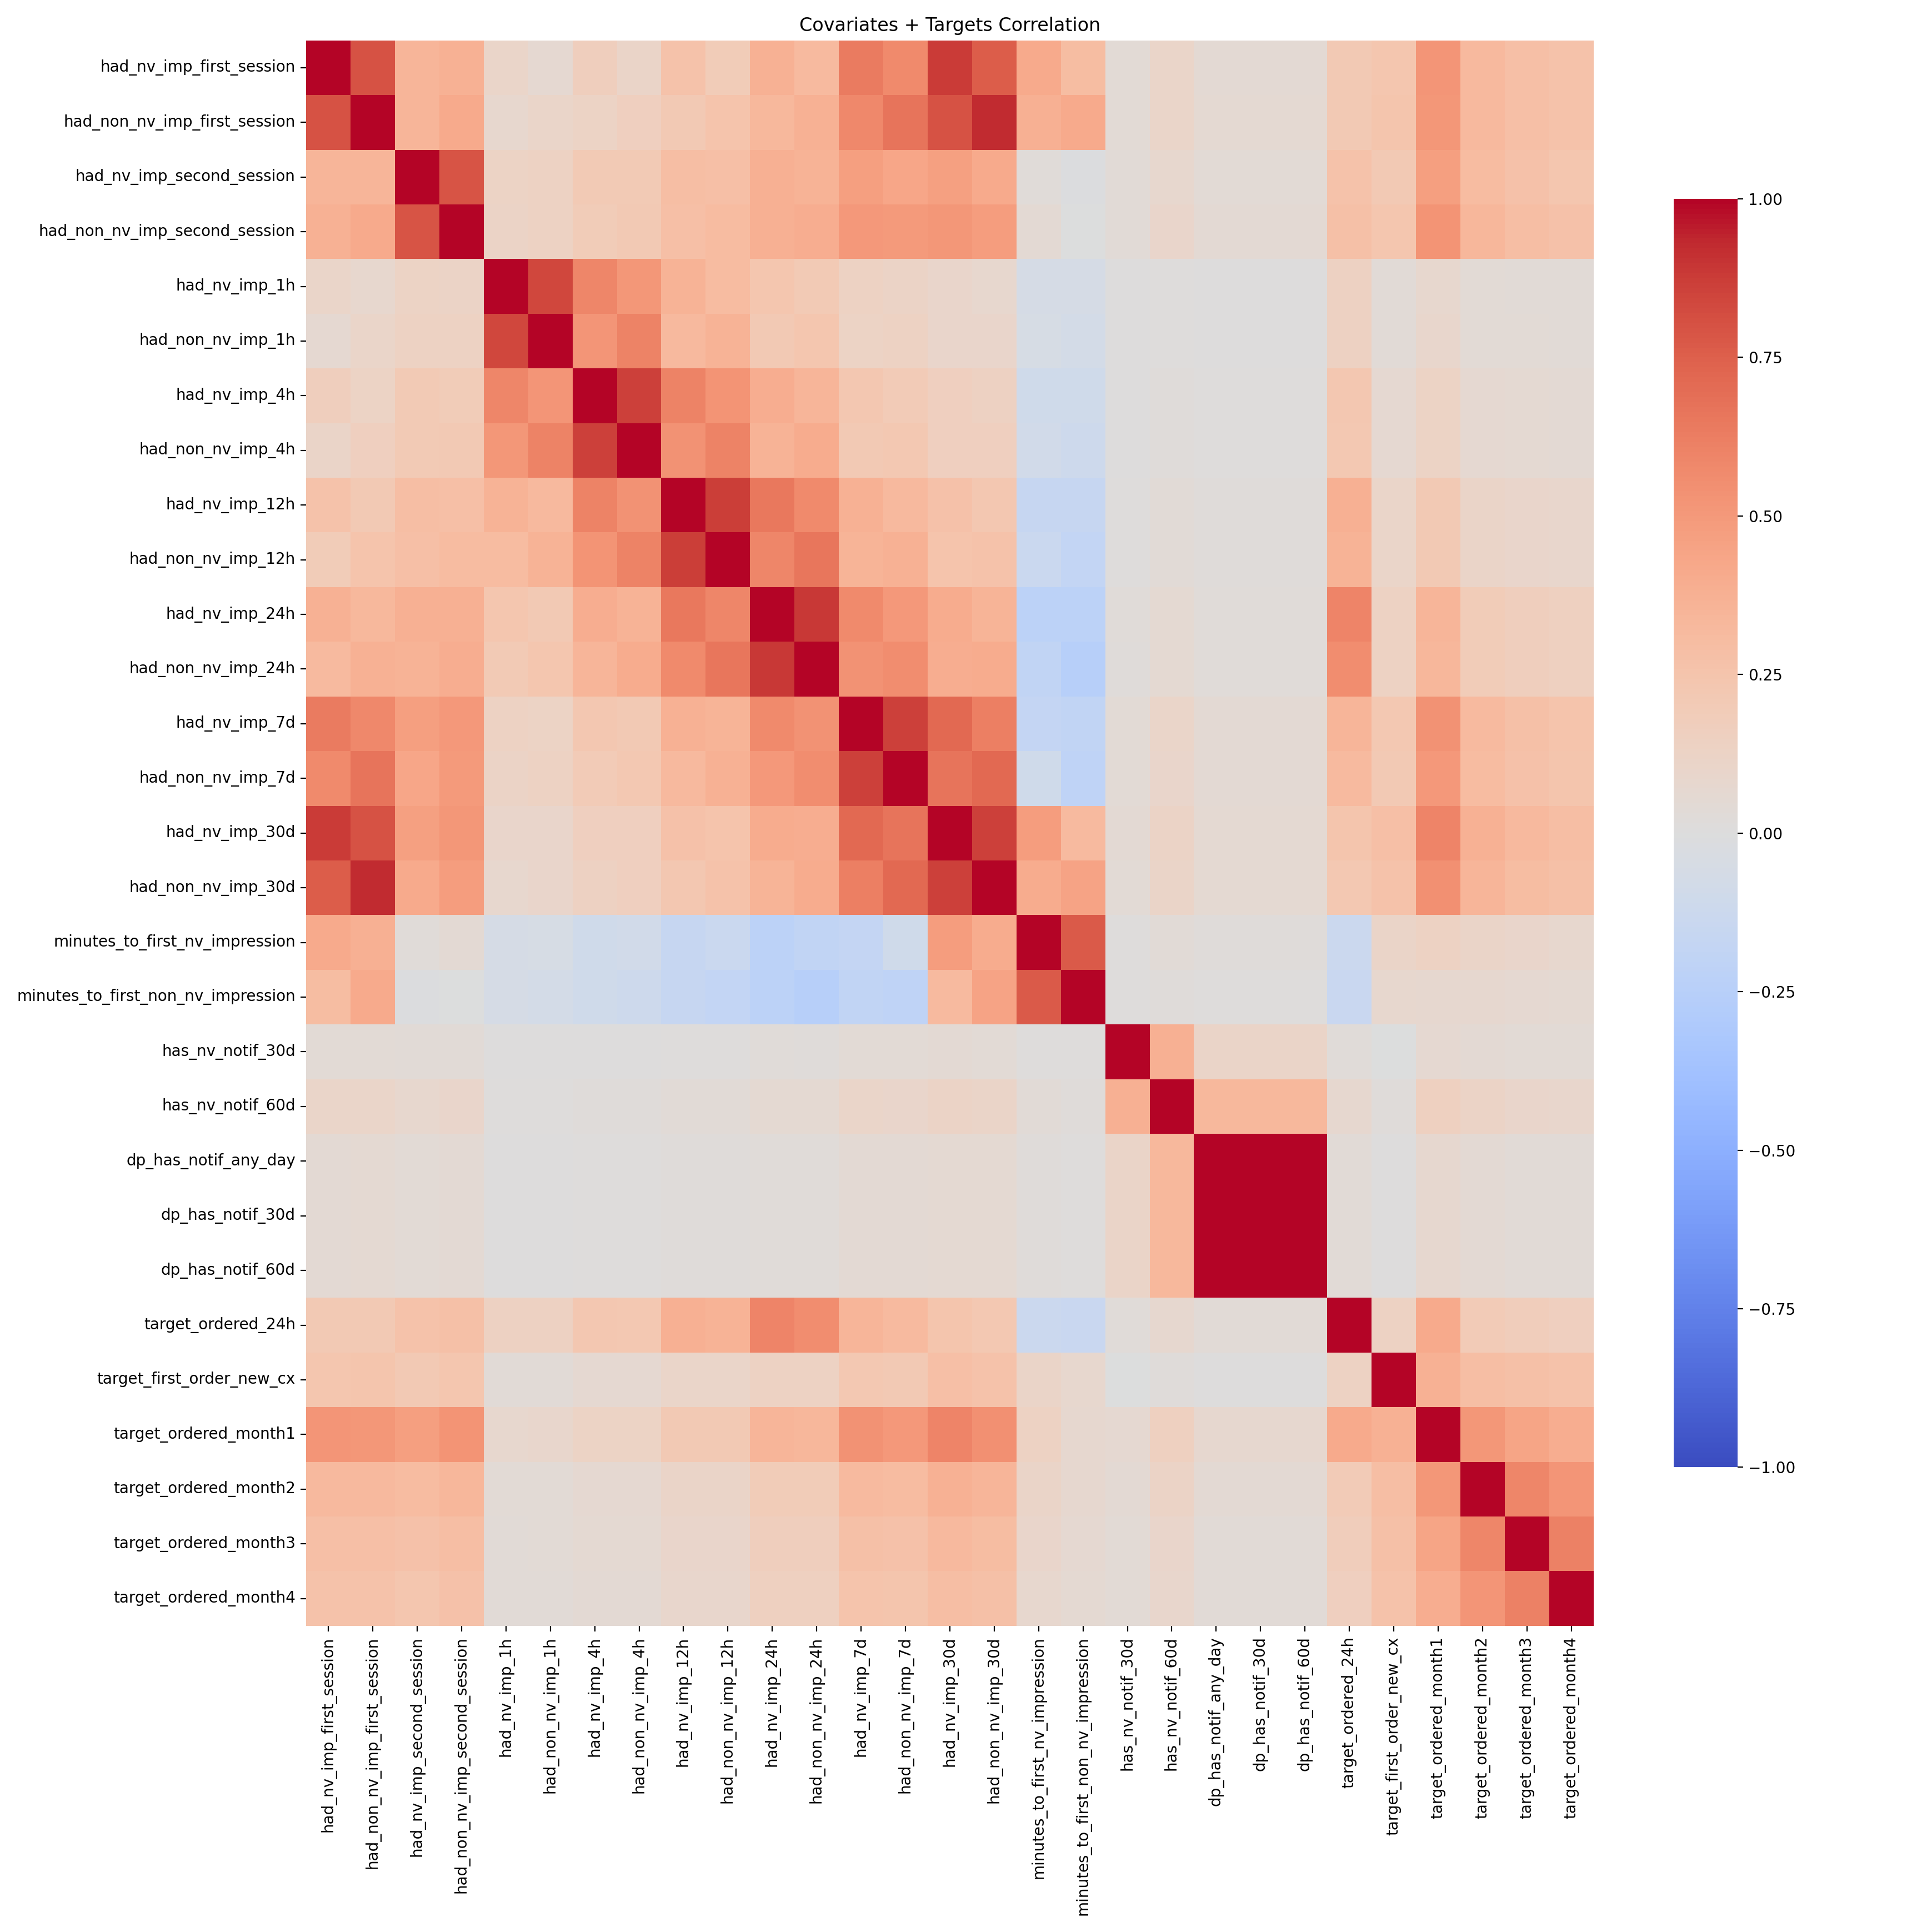 Covariates + Targets Correlation
had_nv_imp_first_session
had_non_nv_imp_first_session
had_nv_imp_second_session
had_non_nv_imp_second_session
had_nv_imp_1h
had_non_nv_imp_1h
had_nv_imp_4h
had_non_nv_imp_4h
had_nv_imp_12h
had_non_nv_imp_12h
had_nv_imp_24h
had_non_nv_imp_24h
had_nv_imp_7d
had_non_nv_imp_7d
had_nv_imp_30d
had_non_nv_imp_30d
minutes_to_first_nv_impression
minutes_to_first_non_nv_impression
has_nv_notif_30d
has_nv_notif_60d
dp_has_notif_any_day
dp_has_notif_30d
dp_has_notif_60d
target_ordered_24h
target_first_order_new_cx
target_ordered_month1
target_ordered_month2
target_ordered_month3
target_ordered_month4
had_nv_imp_first_session
had_non_nv_imp_first_session
had_nv_imp_second_session
had_non_nv_imp_second_session
had_nv_imp_1h
had_non_nv_imp_1h
had_nv_imp_4h
had_non_nv_imp_4h
had_nv_imp_12h
had_non_nv_imp_12h
had_nv_imp_24h
had_non_nv_imp_24h
had_nv_imp_7d
had_non_nv_imp_7d
had_nv_imp_30d
had_non_nv_imp_30d
minutes_to_first_nv_impression
minutes_to_first_non_nv_impression
has_nv_notif_30d
has_nv_notif_60d
dp_has_notif_any_day
dp_has_notif_30d
dp_has_notif_60d
target_ordered_24h
target_first_order_new_cx
target_ordered_month1
target_ordered_month2
target_ordered_month3
target_ordered_month4
1.00
0.75
0.50
0.25
0.00
−0.25
−0.50
−0.75
−1.00